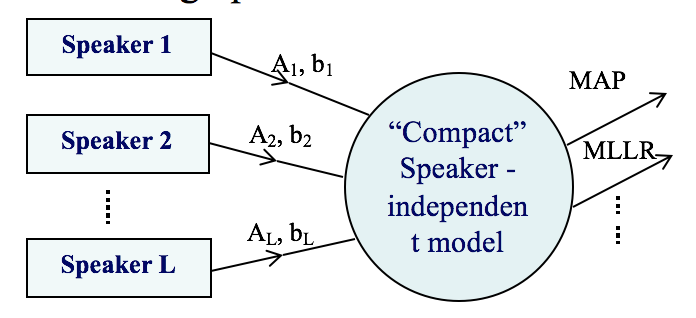 Speaker 1
A1, b1
Speaker 2
A2, b2
Speaker L
AL, bL
“Compact”
Speaker -
independen
t model
MAP
MLLR